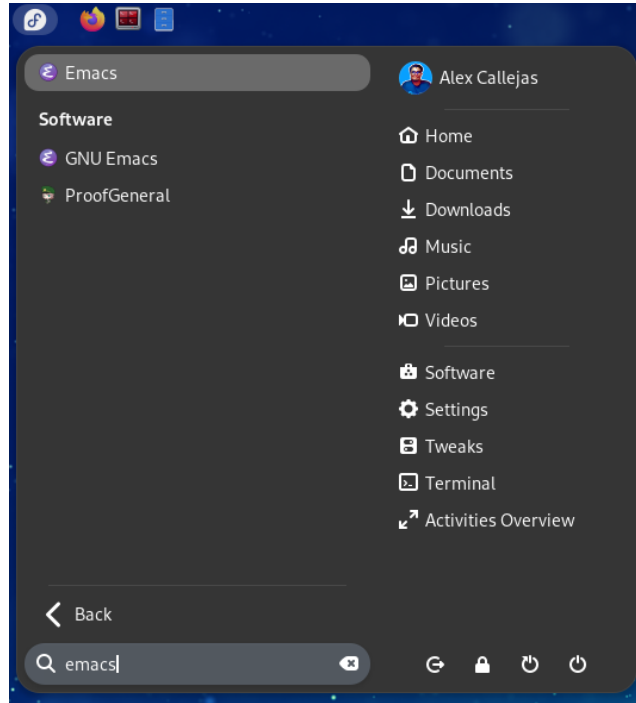 Emacs
Software
GNU Emacs
ProofGeneral
Back
emacs
Alex Callejas
Home
Documents
Downloads
Music
Pictures
Videos
Software
Settings
Tweaks
Terminal
Activities Overview